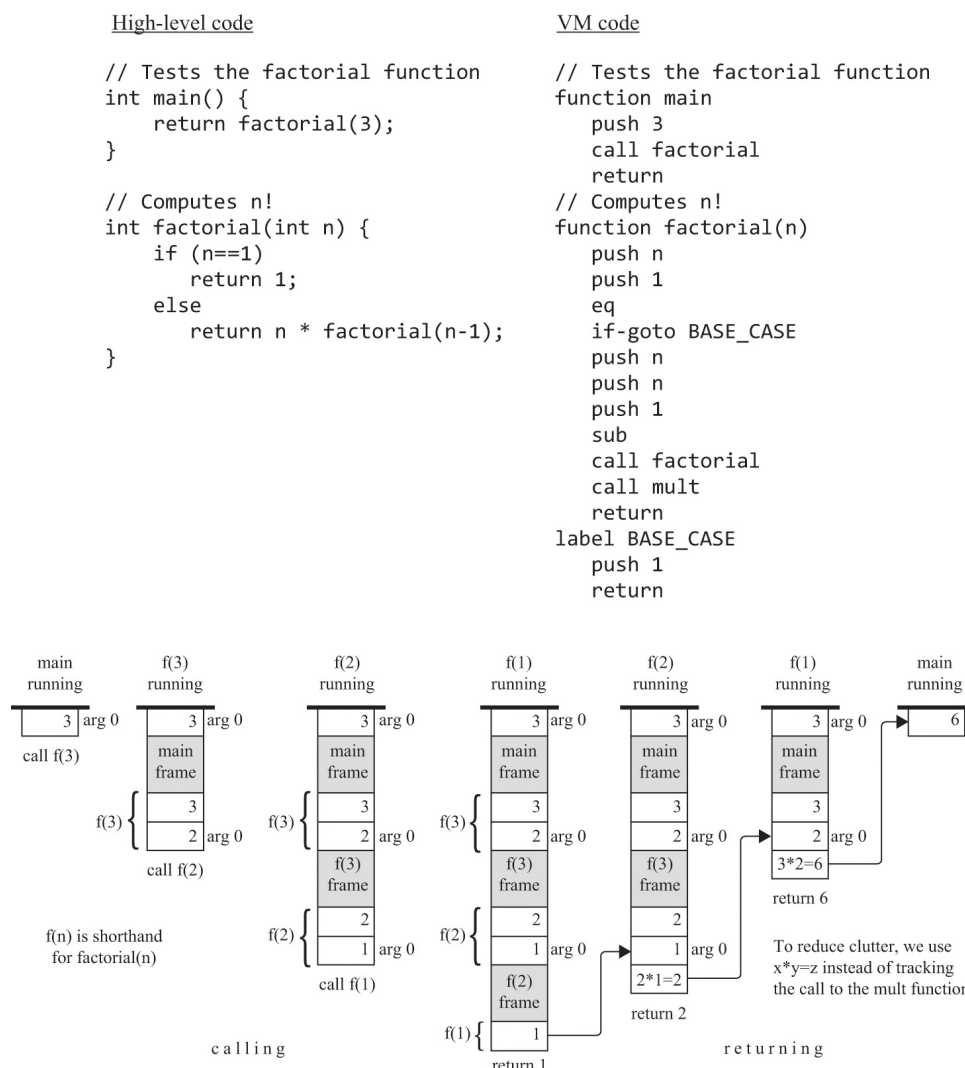 High-level code
// Tests the factorial function
int main() {
    return factorial(3);
}
// Computes n!
int factorial(int n) {
    if (n==1)
       return 1;
    else
       return n * factorial(n-1);
}
VM code
// Tests the factorial function
function main
   push 3
   call factorial
   return
// Computes n!
function factorial(n)
   push n
   push 1
   eq
   if-goto BASE_CASE
   push n
   push n
   push 1
   sub
   call factorial
   call mult
   return
label BASE_CASE
   push 1
   return
main
running
3 arg 0
call f(3)
f(3)
running
3 arg 0
main
frame
f(3)
3
2 arg 0
call f(2)
f(2)
running
3 arg 0
main
frame
f(3)
3
2 arg 0
f(3)
frame
f(2)
2
1 arg 0
call f(1)
f(1)
running
3 arg 0
main
frame
f(3)
3
2 arg 0
f(3)
frame
f(2)
2
1 arg 0
f(2)
frame
f(1)
1
return 1
f(2)
running
3 arg 0
main
frame
3
2 arg 0
f(3)
frame
2
1 arg 0
2*1=2
return 2
f(1)
running
3 arg 0
main
frame
3
2 arg 0
3*2=6
return 6
main
running
6
f(n) is shorthand
for factorial(n)
To reduce clutter, we use
x*y=z instead of tracking
the call to the mult function
calling
returning